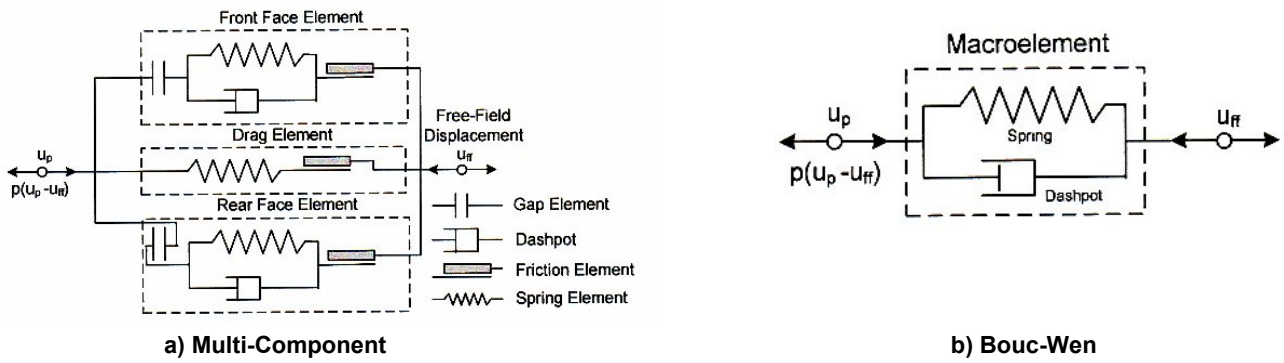 Front Face Element
Drag Element
Free-Field
Displacement
u_p
u_ff
p(u_p - u_ff)
Rear Face Element
Gap Element
Dashpot
Friction Element
Spring Element
a) Multi-Component
Macroelement
u_p
u_ff
Spring
p(u_p - u_ff)
Dashpot
b) Bouc-Wen